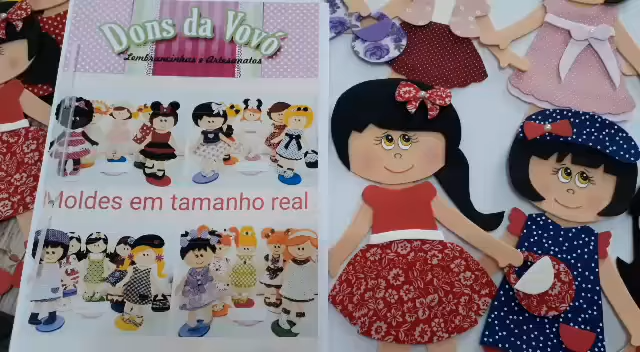 Dons da Vovó
Lembrancinhas e Artesanatos
Moldes em tamanho real